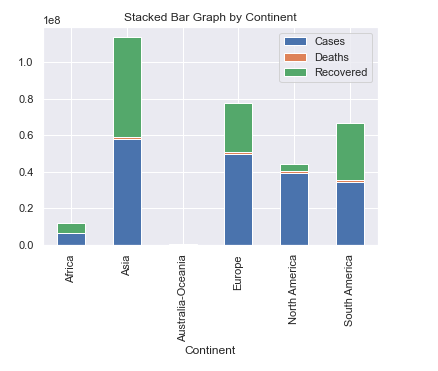 Stacked Bar Graph by Continent
1e8
Cases
Deaths
Recovered
1.0
0.8
0.6
0.4
0.2
0.0
Africa
Asia
Australia-Oceania
Europe
North America
South America
Continent